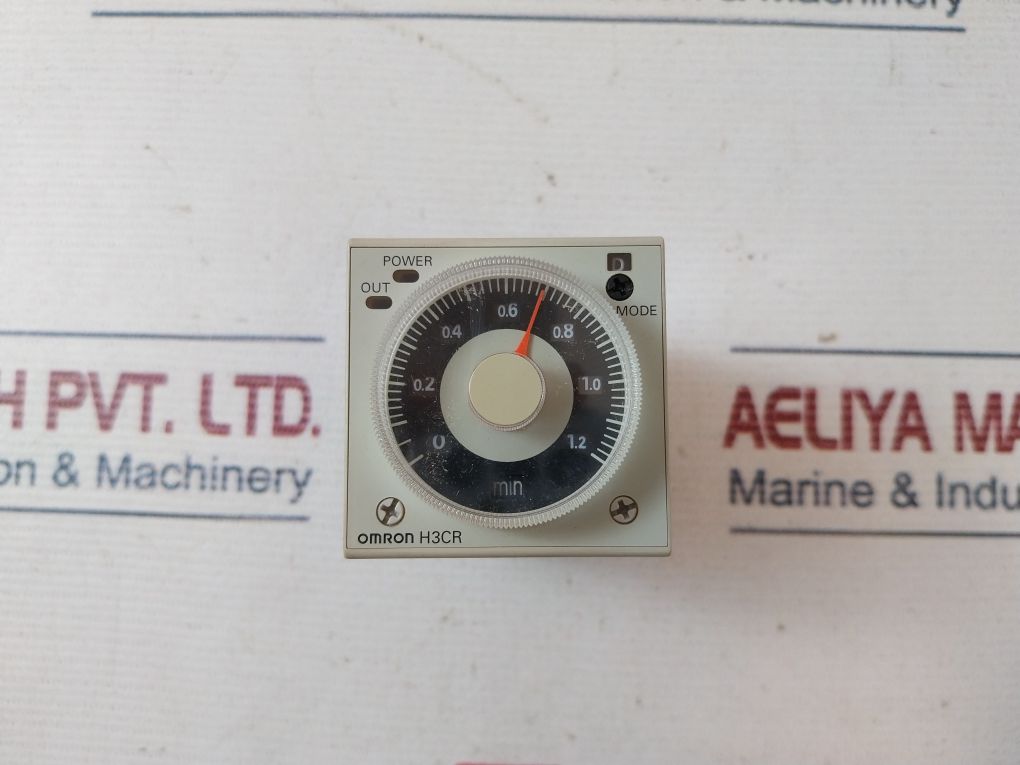 & Machinery
POWER
D
OUT
MODE
0.6
0.4
0.8
0.2
1.0
0
1.2
min
OMRON H3CR
H PVT. LTD.
on & Machinery
AELIYA MA
Marine & Indu